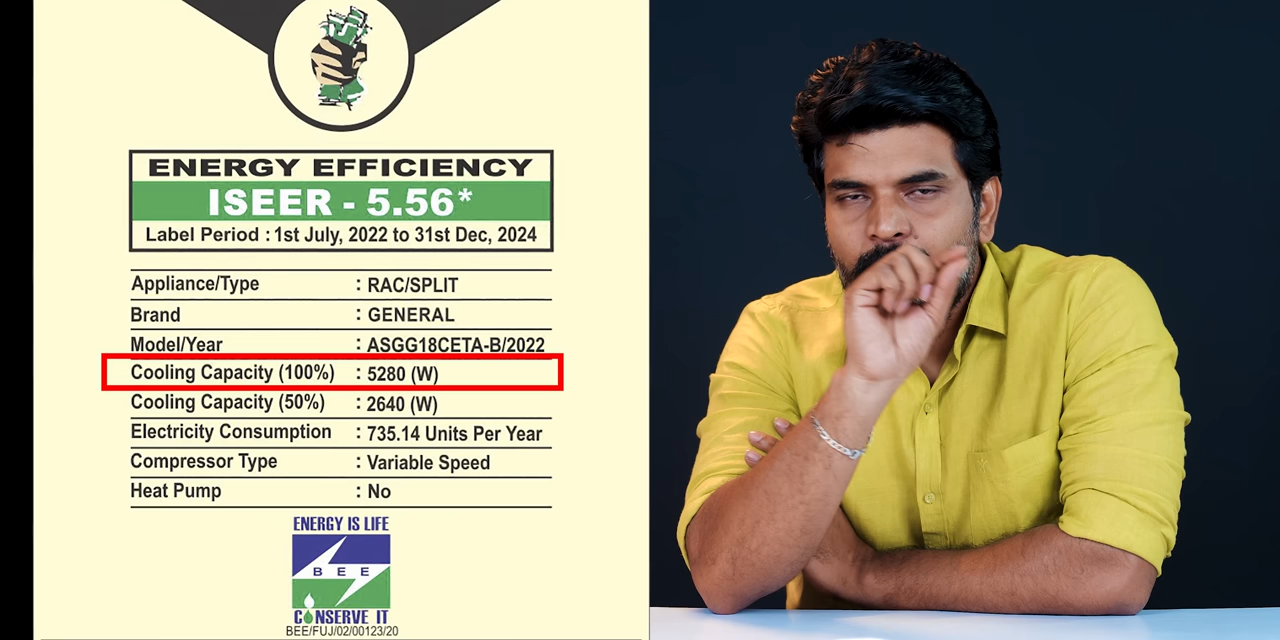 ENERGY EFFICIENCY
ISEER - 5.56*
Label Period : 1st July, 2022 to 31st Dec, 2024
Appliance/Type : RAC/SPLIT
Brand : GENERAL
Model/Year : ASGG18CETA-B/2022
Cooling Capacity (100%) : 5280 (W)
Cooling Capacity (50%) : 2640 (W)
Electricity Consumption : 735.14 Units Per Year
Compressor Type : Variable Speed
Heat Pump : No
ENERGY IS LIFE
BEE
CONSERVE IT
BEE/FUJ/02/00123/20